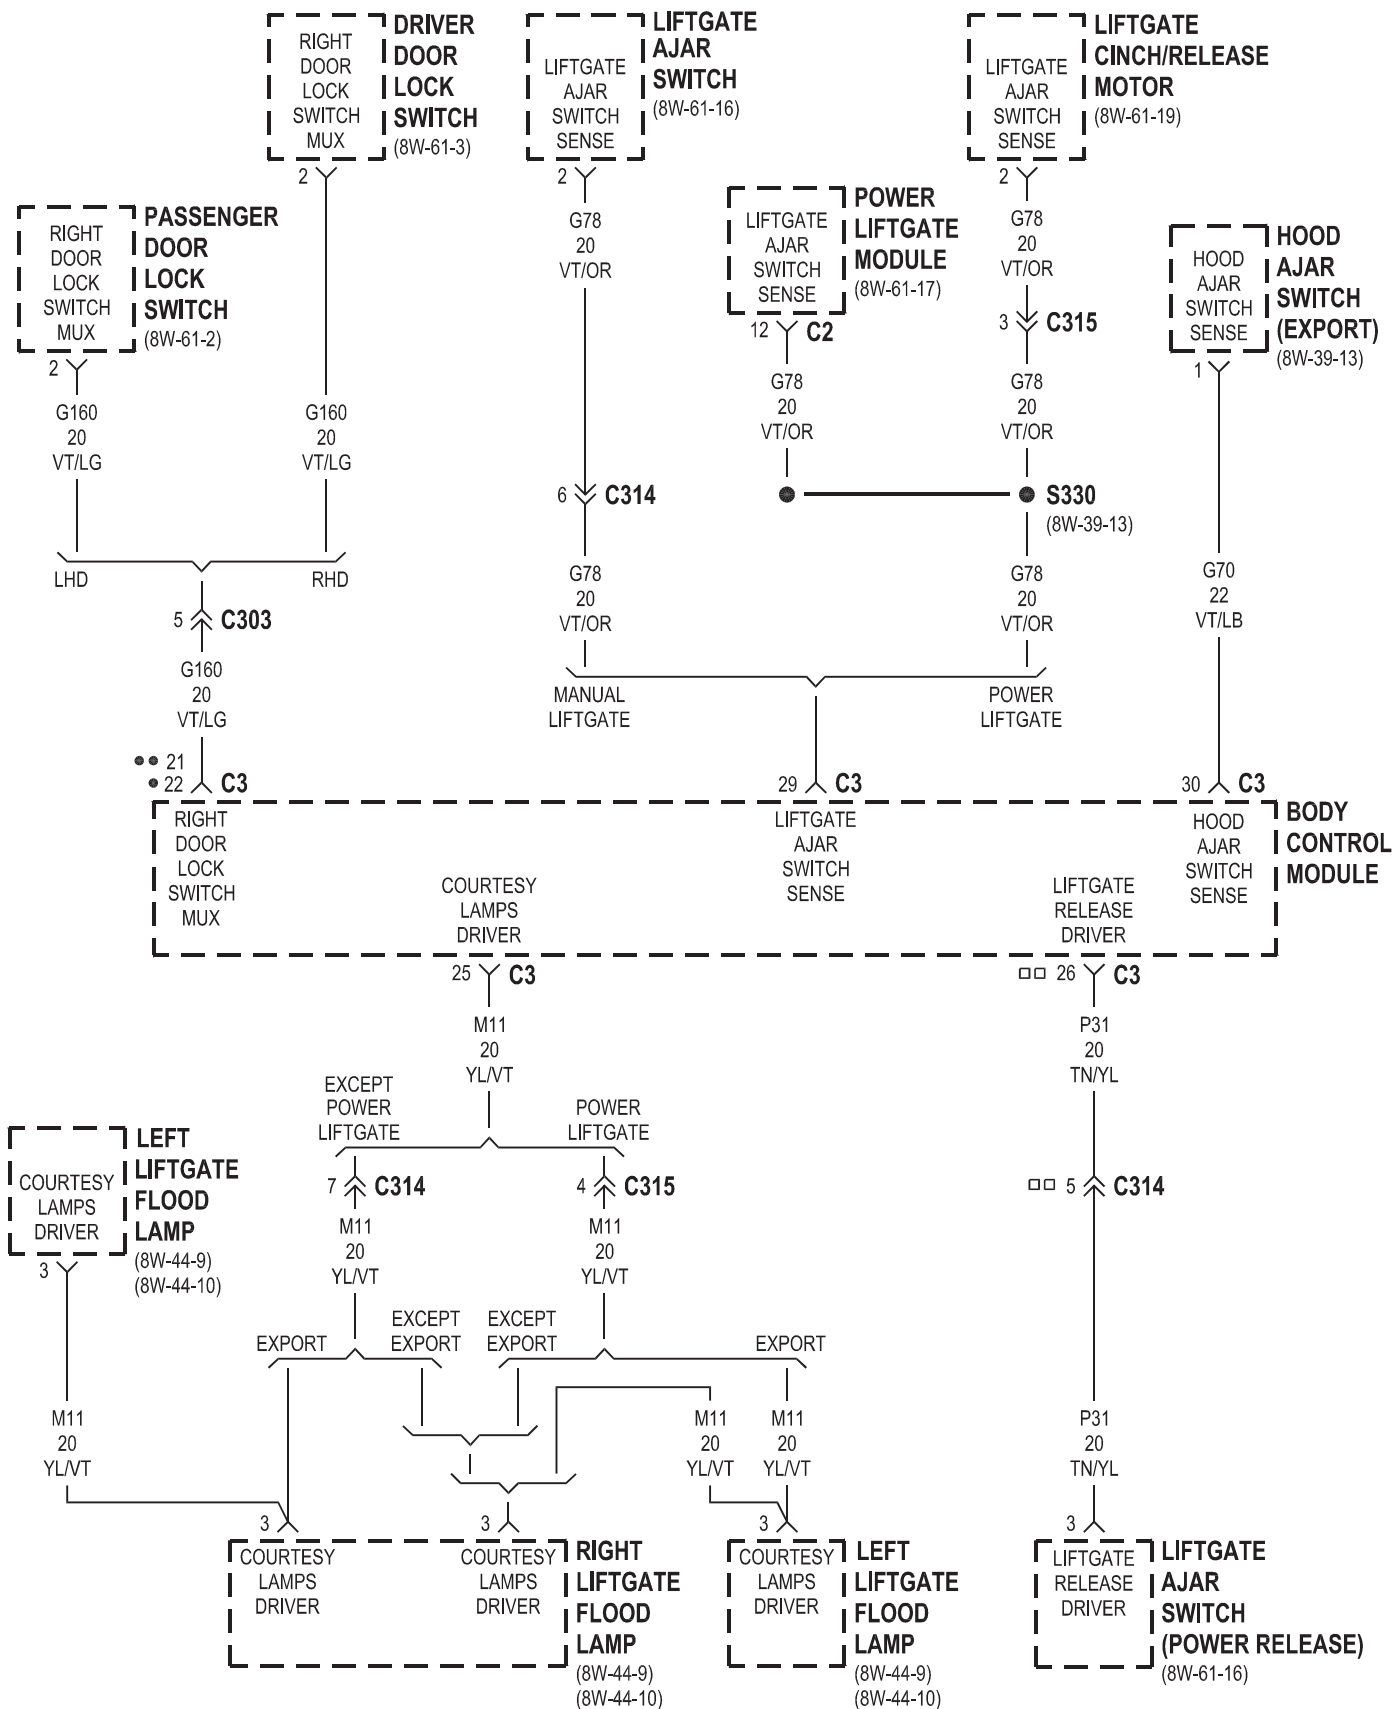 RIGHT
DOOR
LOCK
SWITCH
MUX
DRIVER
DOOR
LOCK
SWITCH
(8W-61-3)
2
LIFTGATE
AJAR
SWITCH
SENSE
LIFTGATE
AJAR
SWITCH
(8W-61-16)
2
LIFTGATE
AJAR
SWITCH
SENSE
LIFTGATE
CINCH/RELEASE
MOTOR
(8W-61-19)
2
RIGHT
DOOR
LOCK
SWITCH
MUX
PASSENGER
DOOR
LOCK
SWITCH
(8W-61-2)
2
LIFTGATE
AJAR
SWITCH
SENSE
POWER
LIFTGATE
MODULE
(8W-61-17)
12 C2
HOOD
AJAR
SWITCH
SENSE
HOOD
AJAR
SWITCH
(EXPORT)
(8W-39-13)
1
G78
20
VT/OR
G78
20
VT/OR
3 C315
G160
20
VT/LG
G160
20
VT/LG
G78
20
VT/OR
G78
20
VT/OR
6 C314
S330
(8W-39-13)
LHD
RHD
G78
20
VT/OR
G78
20
VT/OR
G70
22
VT/LB
5 C303
G160
20
VT/LG
MANUAL
LIFTGATE
POWER
LIFTGATE
•• 21
• 22 C3
29 C3
30 C3
RIGHT
DOOR
LOCK
SWITCH
MUX
LIFTGATE
AJAR
SWITCH
SENSE
HOOD
AJAR
SWITCH
SENSE
BODY
CONTROL
MODULE
COURTESY
LAMPS
DRIVER
LIFTGATE
RELEASE
DRIVER
25 C3
□□ 26 C3
M11
20
YL/VT
P31
20
TN/YL
EXCEPT
POWER
LIFTGATE
POWER
LIFTGATE
COURTESY
LAMPS
DRIVER
LEFT
LIFTGATE
FLOOD
LAMP
(8W-44-9)
(8W-44-10)
3
7 C314
4 C315
□□ 5 C314
M11
20
YL/VT
M11
20
YL/VT
EXPORT
EXCEPT
EXPORT
EXCEPT
EXPORT
EXPORT
M11
20
YL/VT
M11
20
YL/VT
M11
20
YL/VT
P31
20
TN/YL
3
3
3
3
COURTESY
LAMPS
DRIVER
COURTESY
LAMPS
DRIVER
RIGHT
LIFTGATE
FLOOD
LAMP
(8W-44-9)
(8W-44-10)
COURTESY
LAMPS
DRIVER
LEFT
LIFTGATE
FLOOD
LAMP
(8W-44-9)
(8W-44-10)
LIFTGATE
RELEASE
DRIVER
LIFTGATE
AJAR
SWITCH
(POWER RELEASE)
(8W-61-16)